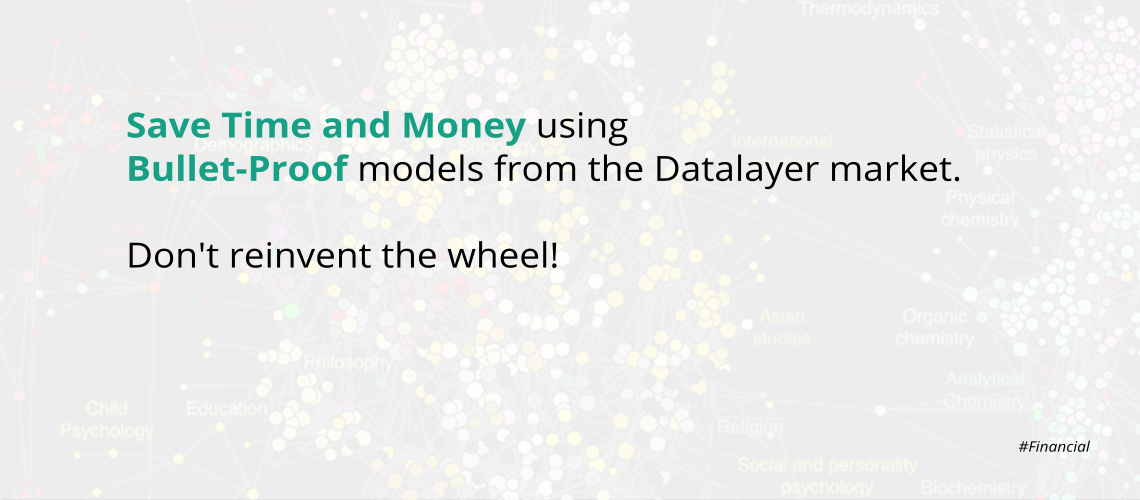 Thermodynamics
Save Time and Money using
Demographics
Sociology
International
Statistical
physics
Bullet-Proof models from the Datalayer market.
Physical
chemistry
Don't reinvent the wheel!
Asian
studies
Organic
chemistry
Philosophy
Analytical
Chemistry
Child
Psychology
Education
Religion
#Financial
Social and personality
psychology
Biochemistry